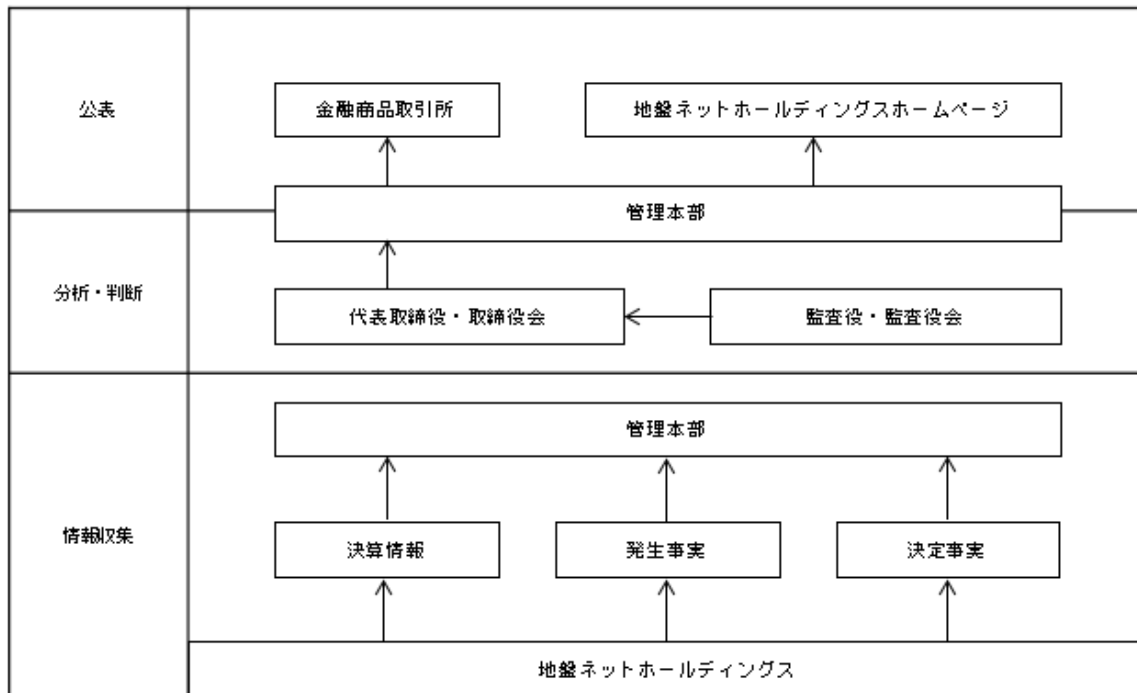 公表
金融商品取引所
地盤ネットホールディングスホームページ
管理本部
分析・判断
代表取締役・取締役会
監査役・監査役会
管理本部
情報収集
決算情報
発生事実
決定事実
地盤ネットホールディングス